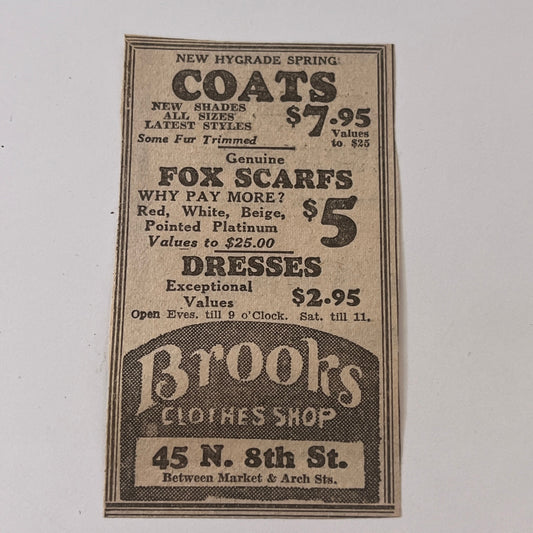 NEW HYGRADE SPRING
COATS
NEW SHADES
ALL SIZES
LATEST STYLES
$7.95
Values
to $25
Some Fur Trimmed
Genuine
FOX SCARFS
WHY PAY MORE?
Red, White, Beige,
Pointed Platinum
Values to $25.00
$5
DRESSES
Exceptional
Values
$2.95
Open Eves. till 9 o'Clock. Sat. till 11.
Brooks
CLOTHES SHOP
45 N. 8th St.
Between Market & Arch Sts.